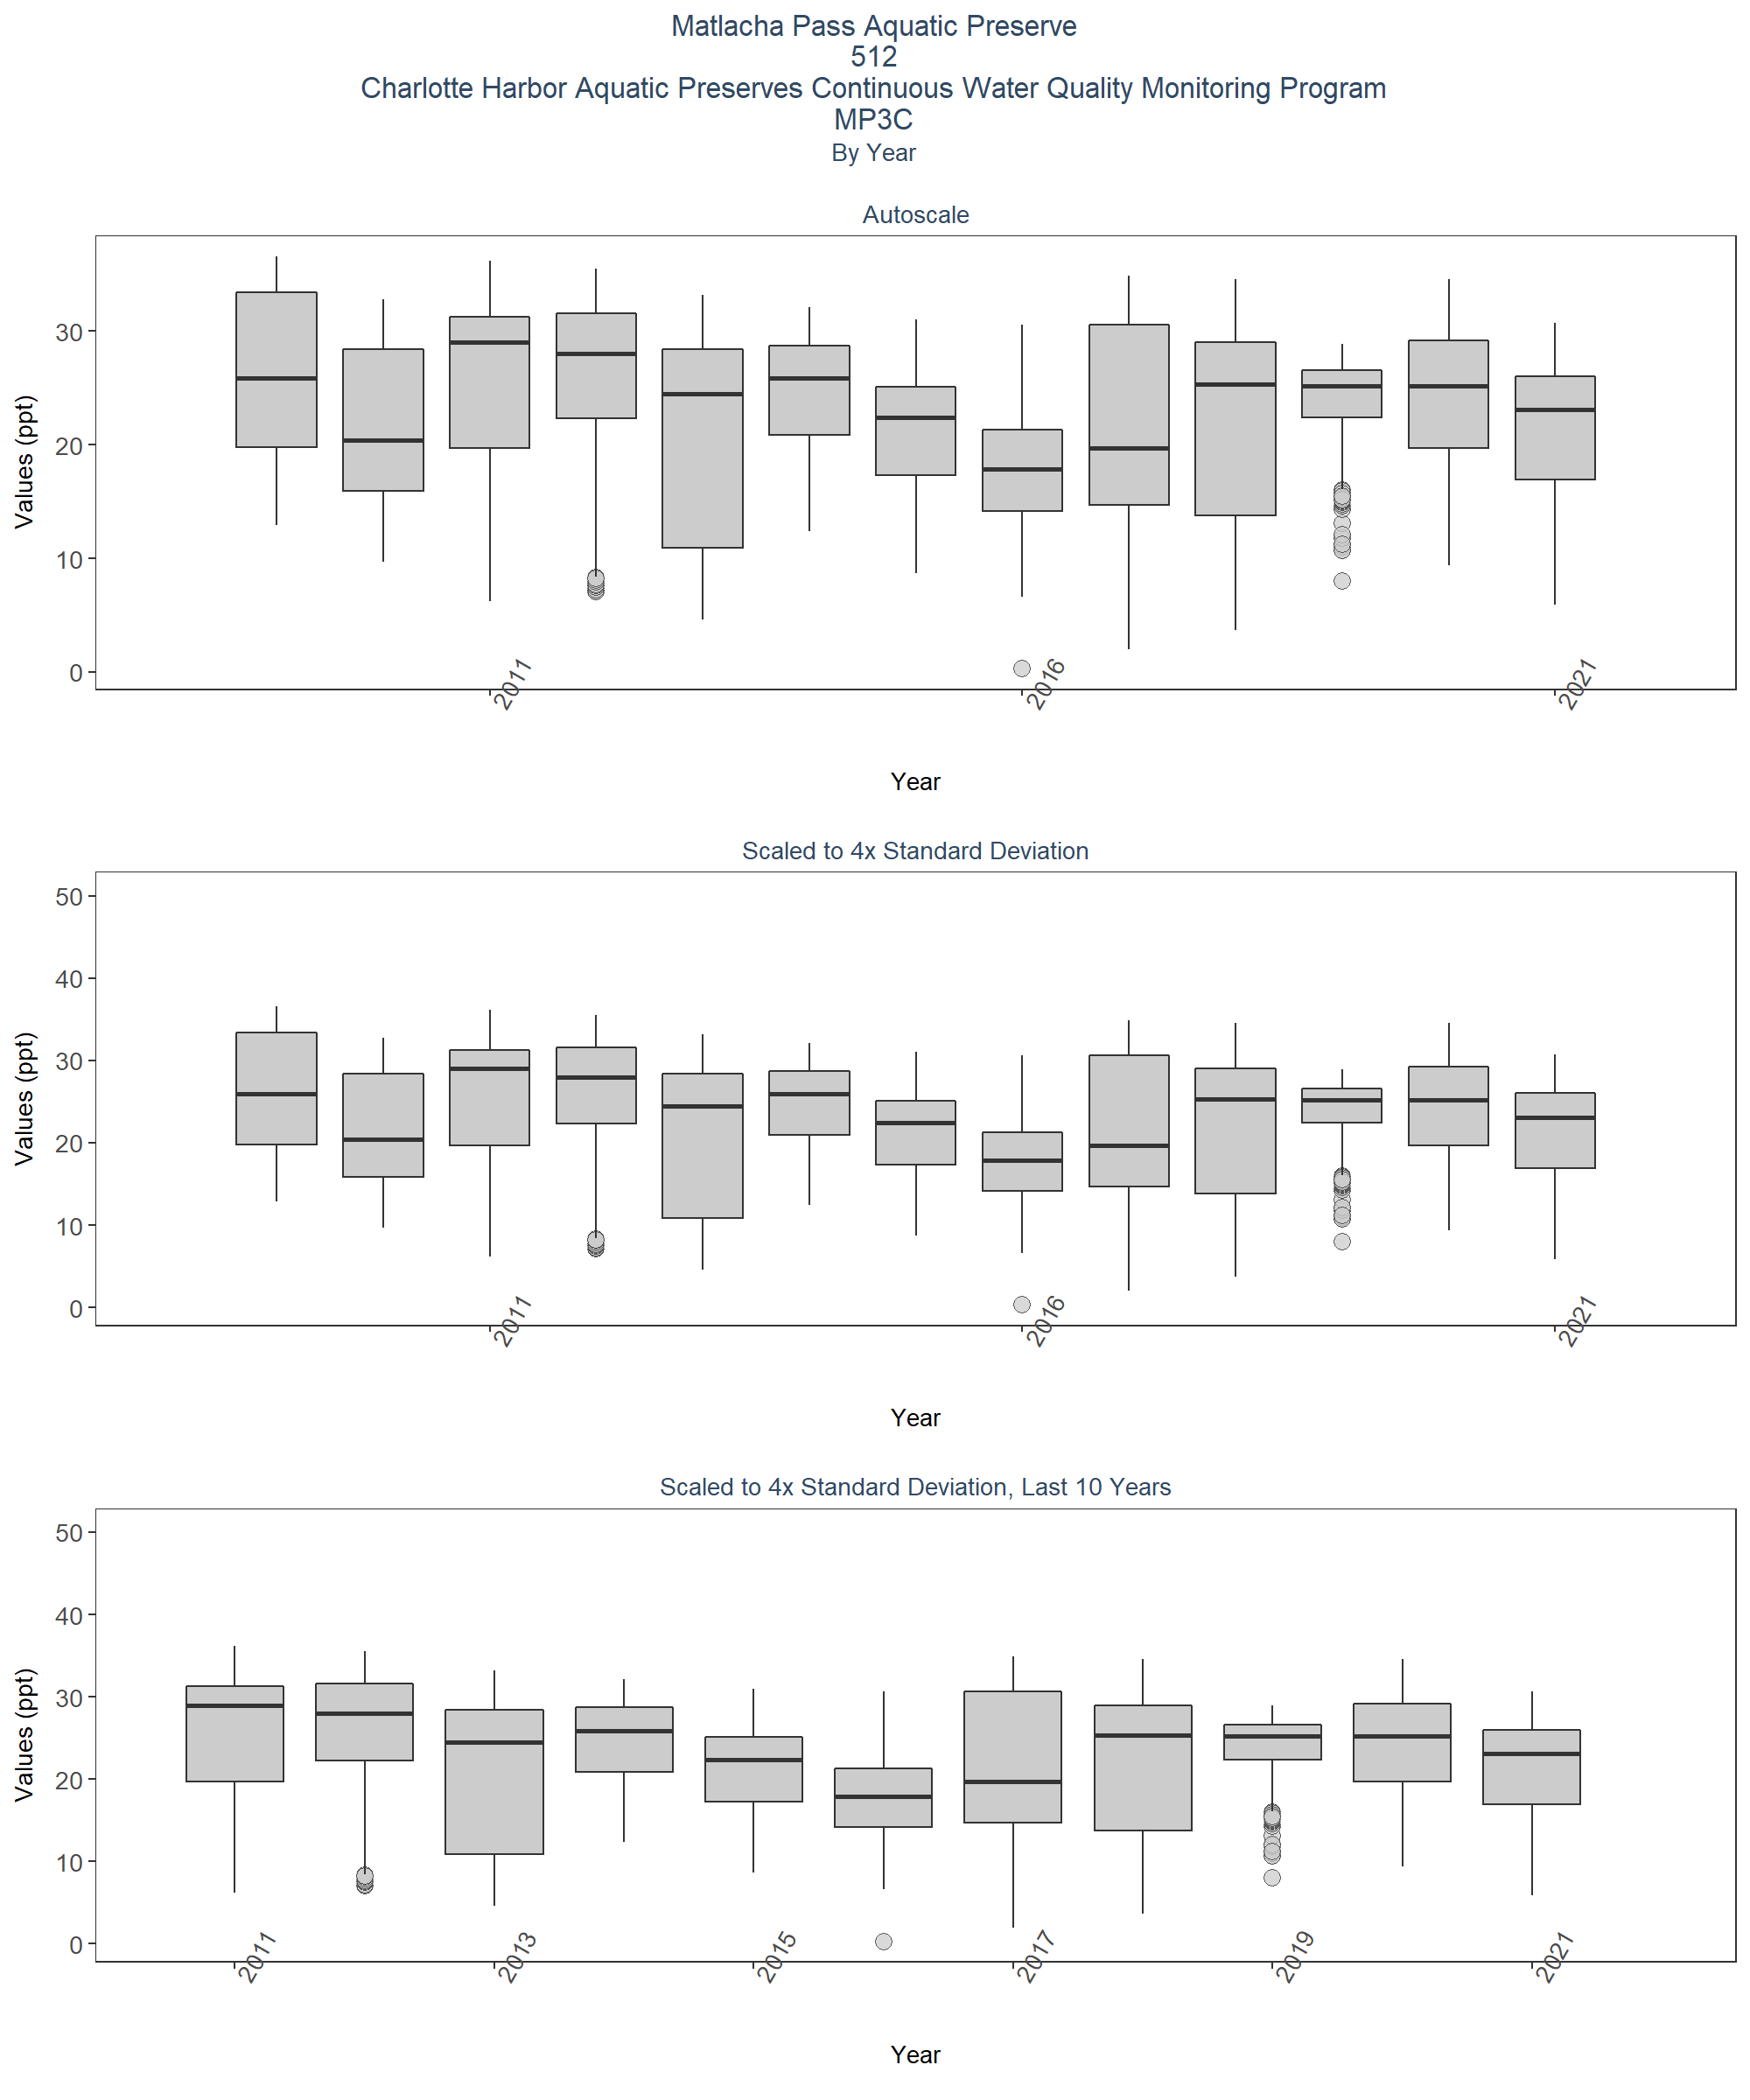 Matlacha Pass Aquatic Preserve
512
Charlotte Harbor Aquatic Preserves Continuous Water Quality Monitoring Program
MP3C
By Year
Autoscale
Values (ppt)
30
20
10
0
2011
2016
2021
Year
Scaled to 4x Standard Deviation
Values (ppt)
50
40
30
20
10
0
2011
2016
2021
Year
Scaled to 4x Standard Deviation, Last 10 Years
Values (ppt)
50
40
30
20
10
0
2011
2013
2015
2017
2019
2021
Year